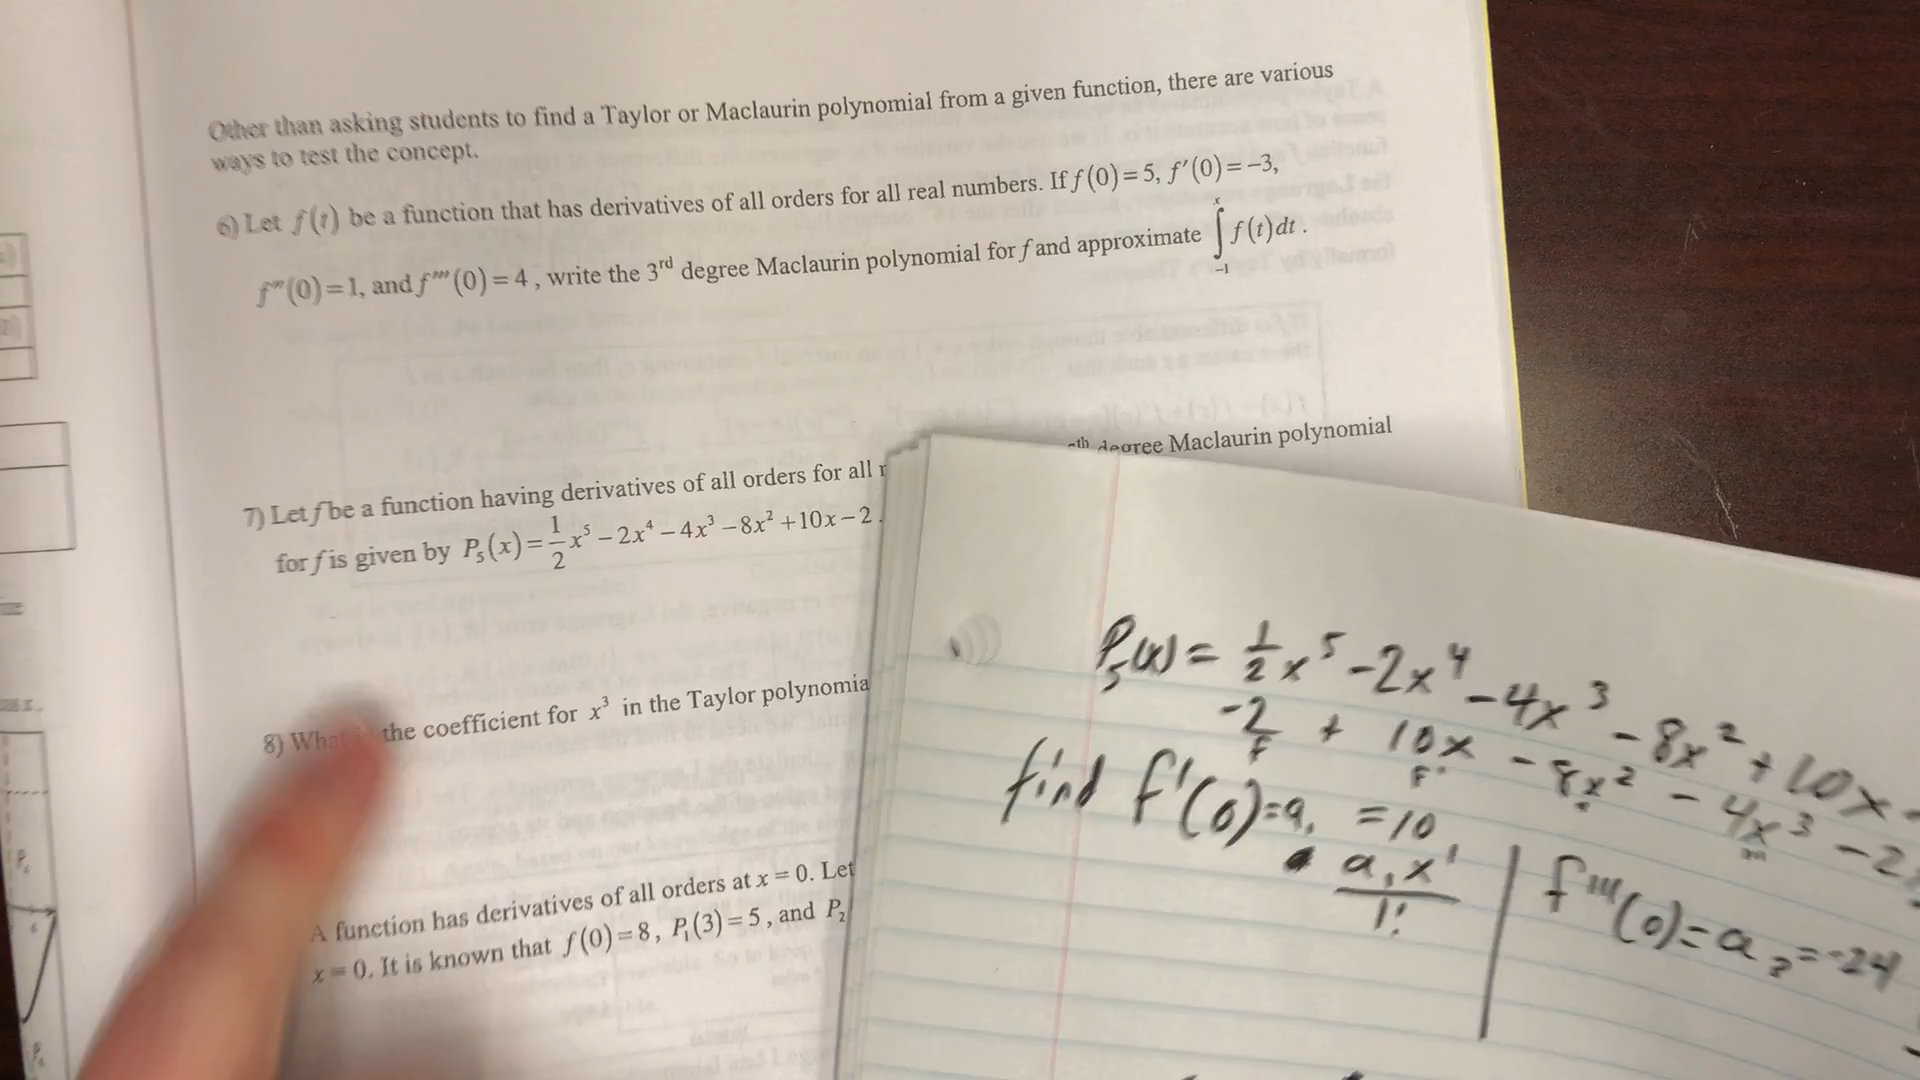 Other than asking students to find a Taylor or Maclaurin polynomial from a given function, there are various
ways to test the concept.
6) Let f(t) be a function that has derivatives of all orders for all real numbers. If f(0)=5, f′(0)=−3,
f″(0)=1, and f‴(0)=4, write the 3rd degree Maclaurin polynomial for f and approximate ∫_{-1}^{x} f(t)dt.
7) Let f be a function having derivatives of all orders for all
th degree Maclaurin polynomial
for f is given by P₅(x)=1/2x⁵−2x⁴−4x³−8x²+10x−2.
8) What the coefficient for x³ in the Taylor polynomia
A function has derivatives of all orders at x=0. Let
x=0. It is known that f(0)=8, P₁(3)=5, and P₂
P₅(x)=1/2x⁵−2x⁴−4x³−8x²+10x-
-2 + 10x −8x² −4x³ −2
find f'(0)=a₁ =10
a₁x¹
1!
f'''(0)=a₃=-24